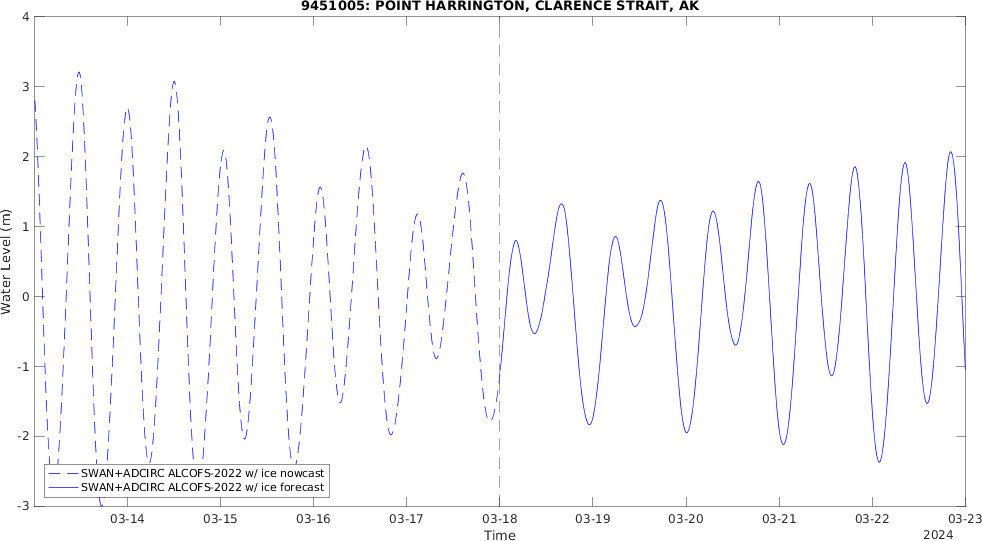 9451005: POINT HARRINGTON, CLARENCE STRAIT, AK
4
3
2
1
0
-1
-2
-3
Water Level (m)
SWAN+ADCIRC ALCOFS-2022 w/ ice nowcast
SWAN+ADCIRC ALCOFS-2022 w/ ice forecast
03-14 03-15 03-16 03-17 03-18 03-19 03-20 03-21 03-22 03-23
Time
2024